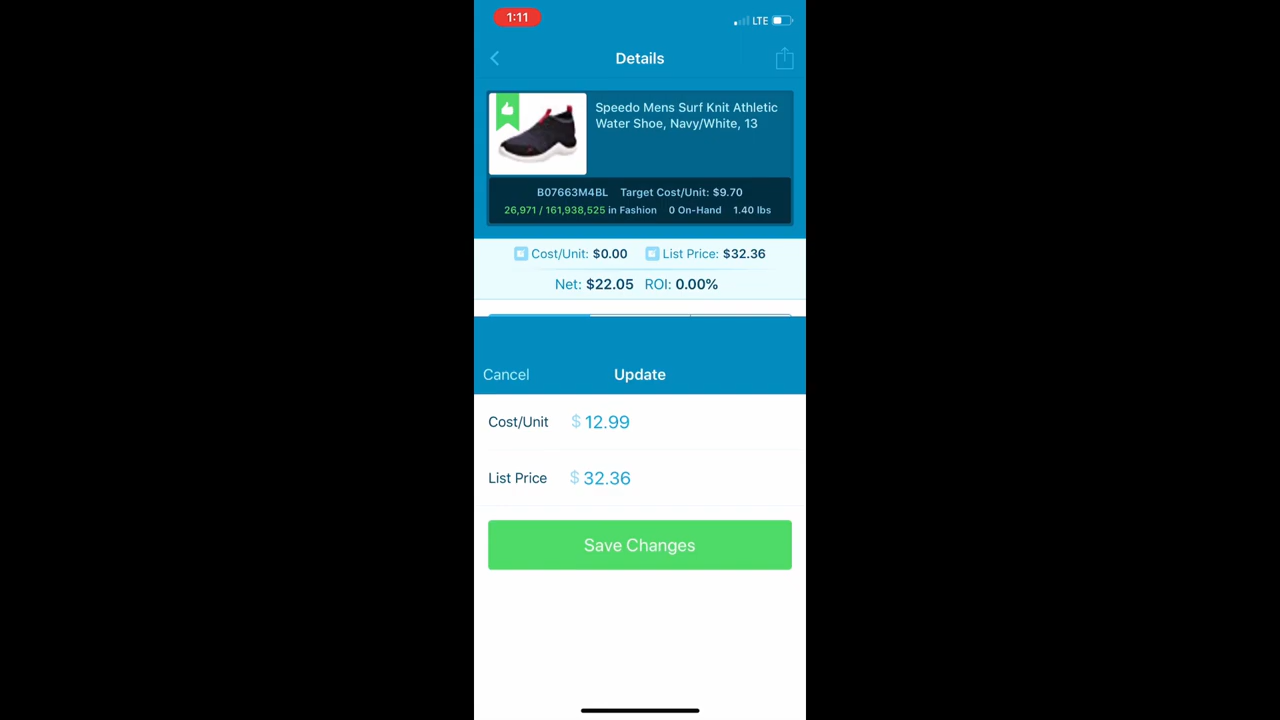 1:11
LTE
Details
Speedo Mens Surf Knit Athletic
Water Shoe, Navy/White, 13
B07663M4BL Target Cost/Unit: $9.70
26,971 / 161,938,525 in Fashion 0 On-Hand 1.40 lbs
Cost/Unit: $0.00 List Price: $32.36
Net: $22.05 ROI: 0.00%
Cancel Update
Cost/Unit $ 12.99
List Price $ 32.36
Save Changes